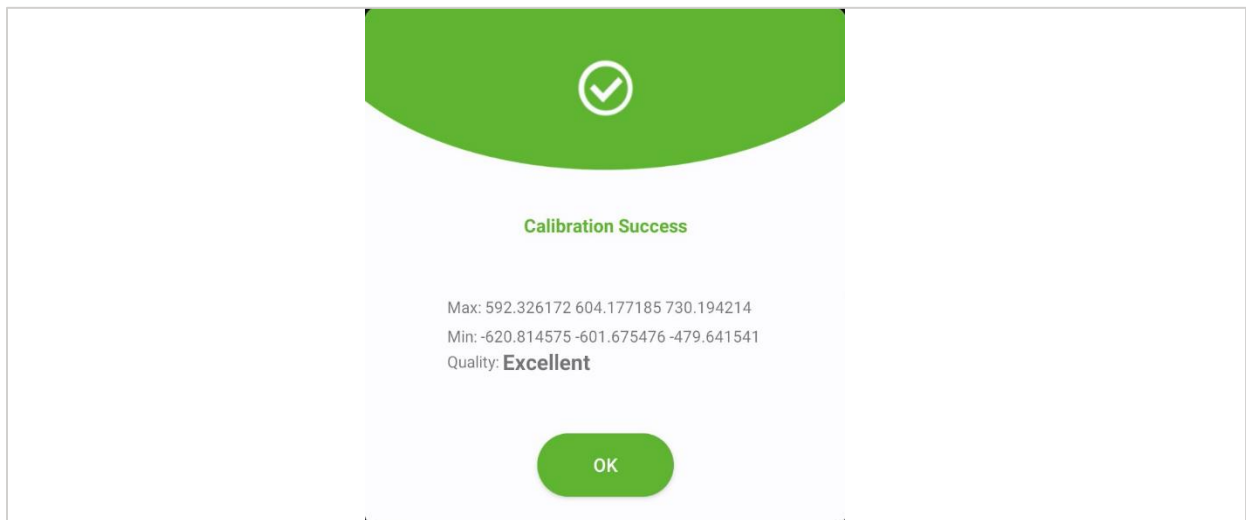 Calibration Success
Max: 592.326172 604.177185 730.194214
Min: -620.814575 -601.675476 -479.641541
Quality: Excellent
OK